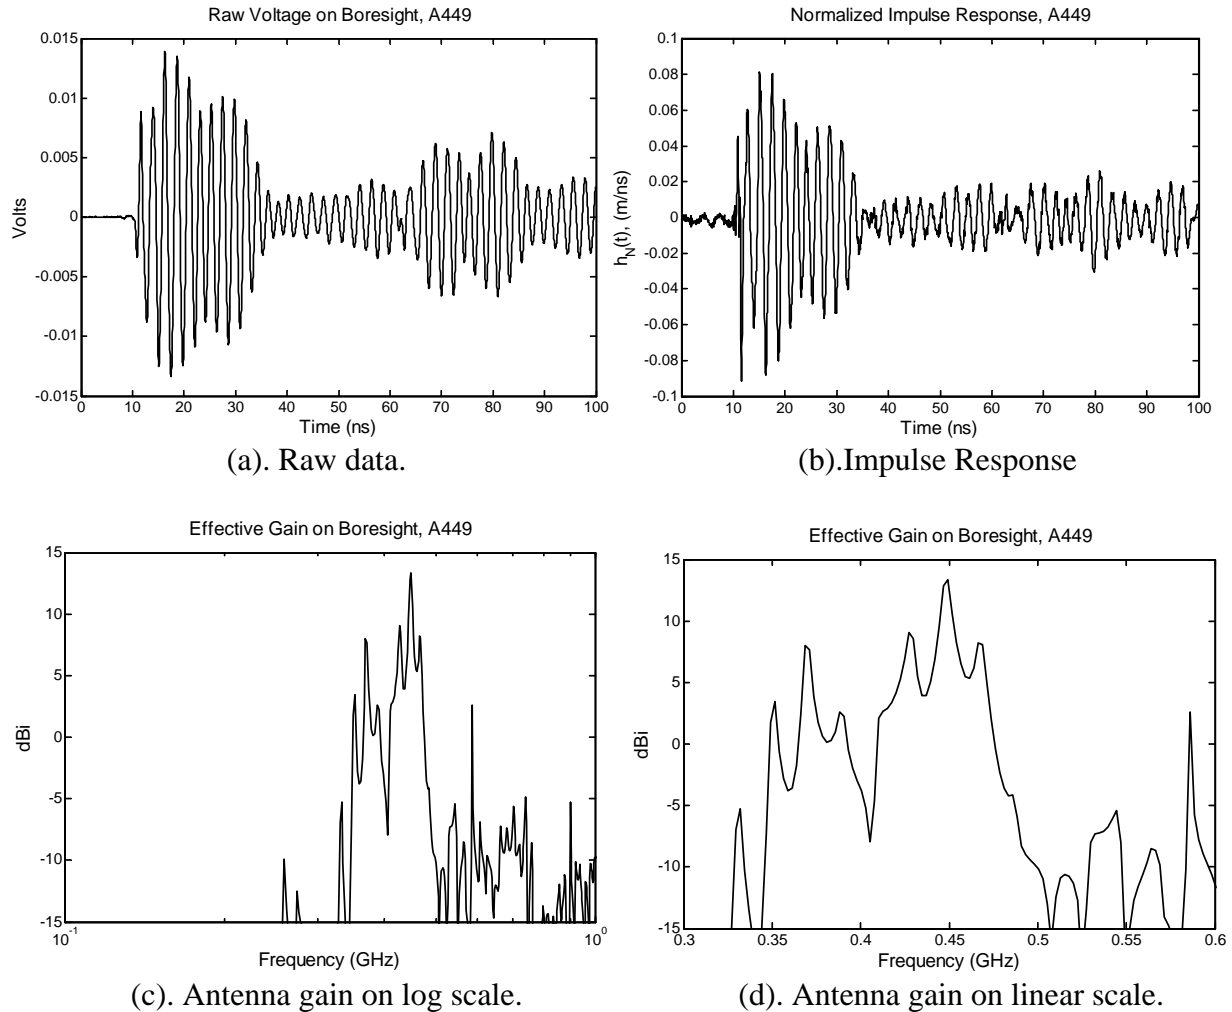 Raw Voltage on Boresight, A449
0.015
0.01
0.005
0
-0.005
-0.01
-0.015
Volts
0 10 20 30 40 50 60 70 80 90 100
Time (ns)
(a). Raw data.
Normalized Impulse Response, A449
0.1
0.08
0.06
0.04
0.02
0
-0.02
-0.04
-0.06
-0.08
-0.1
h_N(t), (m/ns)
0 10 20 30 40 50 60 70 80 90 100
Time (ns)
(b).Impulse Response
Effective Gain on Boresight, A449
15
10
5
0
-5
-10
-15
dBi
10^-1 10^0
Frequency (GHz)
(c). Antenna gain on log scale.
Effective Gain on Boresight, A449
15
10
5
0
-5
-10
-15
dBi
0.3 0.35 0.4 0.45 0.5 0.55 0.6
Frequency (GHz)
(d). Antenna gain on linear scale.